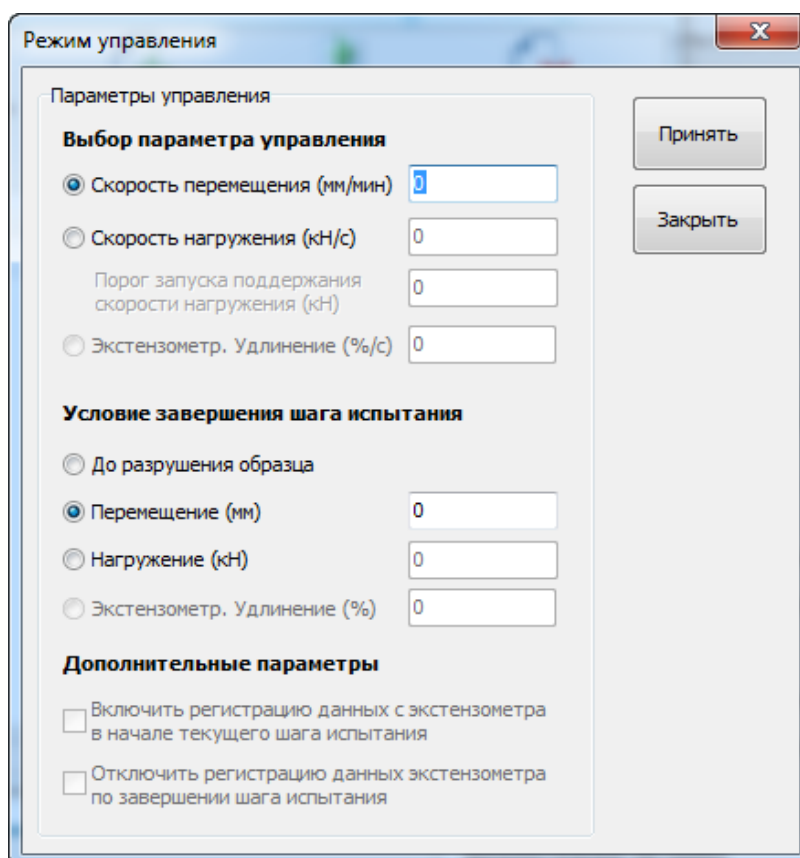 Режим управления
Параметры управления
Выбор параметра управления
Скорость перемещения (мм/мин) 0
Скорость нагружения (кН/с) 0
Порог запуска поддержания
скорости нагружения (кН) 0
Экстензометр. Удлинение (%/с) 0
Условие завершения шага испытания
До разрушения образца
Перемещение (мм) 0
Нагружение (кН) 0
Экстензометр. Удлинение (%) 0
Дополнительные параметры
Включить регистрацию данных с экстензометра
в начале текущего шага испытания
Отключить регистрацию данных экстензометра
по завершении шага испытания
Принять
Закрыть